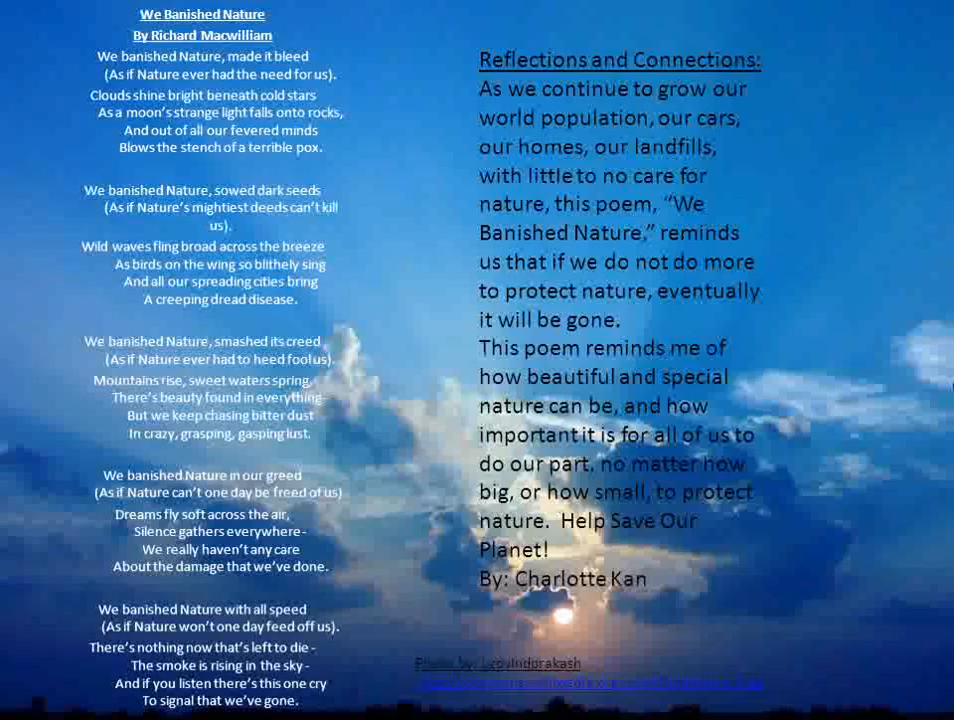 We Banished Nature
By Richard Macwilliam
We banished Nature, made it bleed
(As if Nature ever had the need for us).
Clouds shine bright beneath cold stars
As a moon's strange light falls onto rocks,
And out of all our fevered minds
Blows the stench of a terrible pox.
We banished Nature, sowed dark seeds
(As if Nature's mightiest deeds can't kill
us).
Wild waves fling broad across the breeze
As birds on the wing so blithely sing
And all our spreading cities bring
A creeping dread disease.
We banished Nature, smashed its creed
(As if Nature ever had to heed fool us).
Mountains rise, sweet waters spring,
There's beauty found in everything-
But we keep chasing bitter dust
In crazy, grasping, gasping lust.
We banished Nature in our greed
(As if Nature can't one day be freed of us)
Dreams fly soft across the air,
Silence gathers everywhere -
We really haven't any care
About the damage that we've done.
We banished Nature with all speed
(As if Nature won't one day feed off us).
There's nothing now that's left to die -
The smoke is rising in the sky -
And if you listen there's this one cry
To signal that we've gone.
Reflections and Connections:
As we continue to grow our
world population, our cars,
our homes, our landfills,
with little to no care for
nature, this poem, "We
Banished Nature," reminds
us that if we do not do more
to protect nature, eventually
it will be gone.
This poem reminds me of
how beautiful and special
nature can be, and how
important it is for all of us to
do our part, no matter how
big, or how small, to protect
nature. Help Save Our
Planet!
By: Charlotte Kan
Photo by: